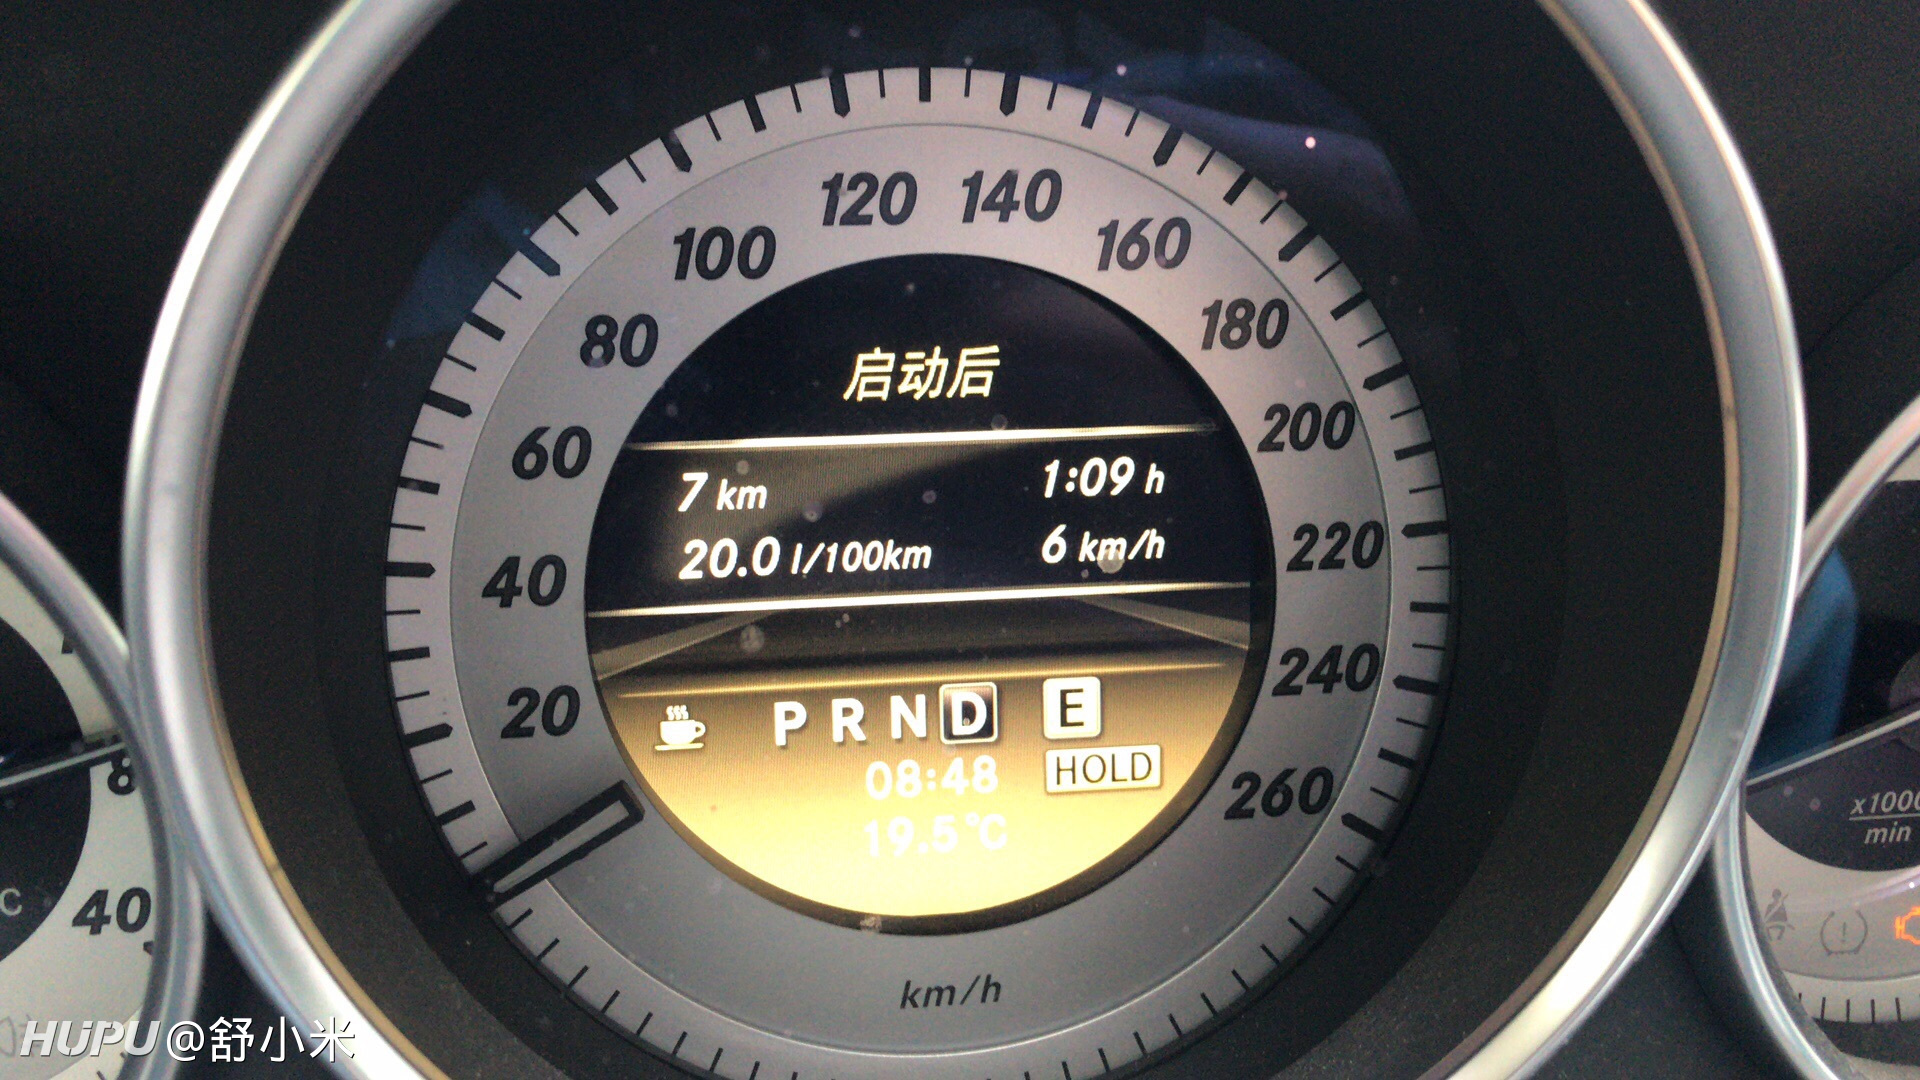 120 140
100 160
80 180
60 200
40 220
20 240
260
启动后
7 km 1:09 h
20.0 l/100km 6 km/h
P R N D E
HOLD
08:48
19.5°C
km/h
40
x1000
min
HUPU@舒小米